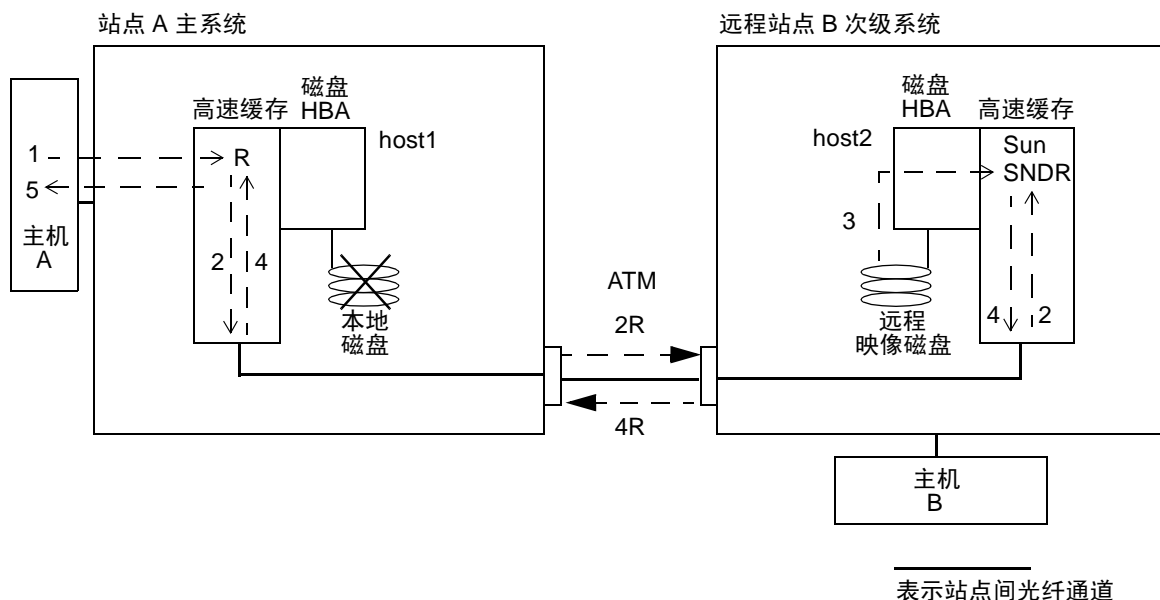 站点 A 主系统
远程站点 B 次级系统
磁盘
HBA
高速缓存
host1
1
R
5
主机
A
2
4
本地
磁盘
ATM
2R
4R
磁盘
HBA
高速缓存
host2
Sun
SNDR
3
4
2
远程
映像磁盘
主机
B
表示站点间光纤通道